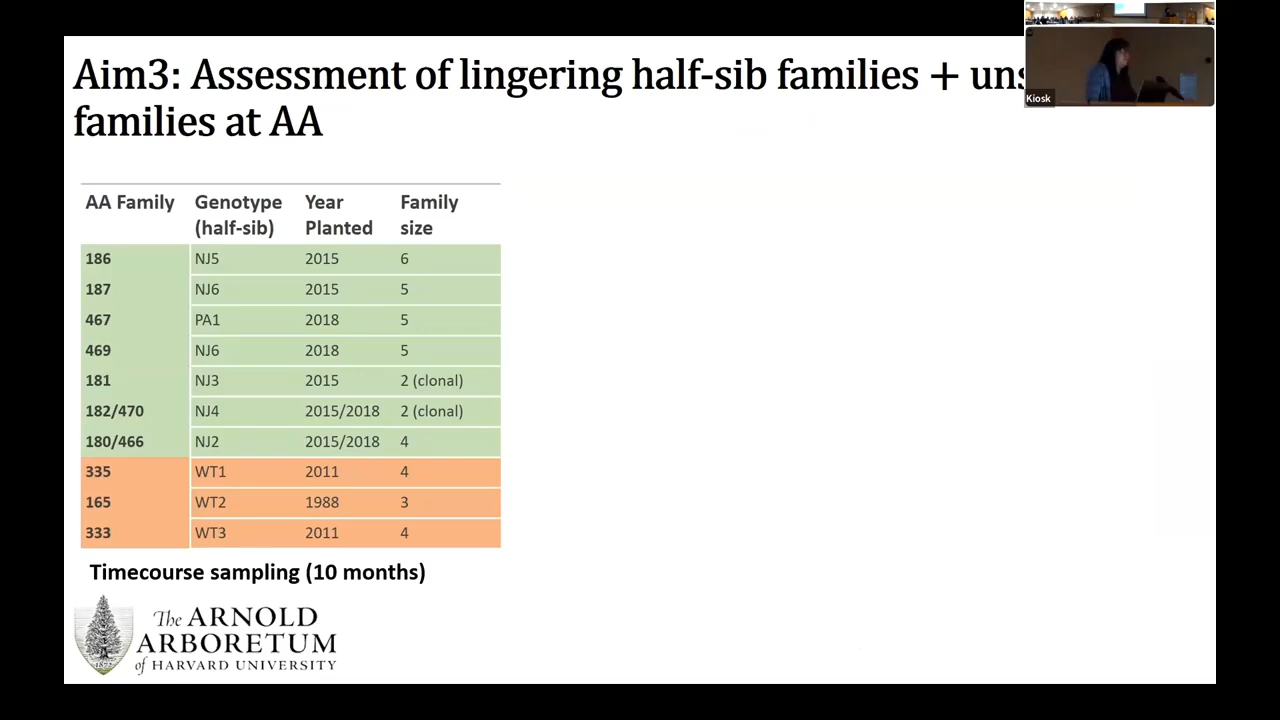 Aim3: Assessment of lingering half-sib families + uns
families at AA
Kiosk
AA Family Genotype (half-sib) Year Planted Family size
186 NJ5 2015 6
187 NJ6 2015 5
467 PA1 2018 5
469 NJ6 2018 5
181 NJ3 2015 2 (clonal)
182/470 NJ4 2015/2018 2 (clonal)
180/466 NJ2 2015/2018 4
335 WT1 2011 4
165 WT2 1988 3
333 WT3 2011 4
Timecourse sampling (10 months)
The ARNOLD
ARBORETUM
of HARVARD UNIVERSITY
1872